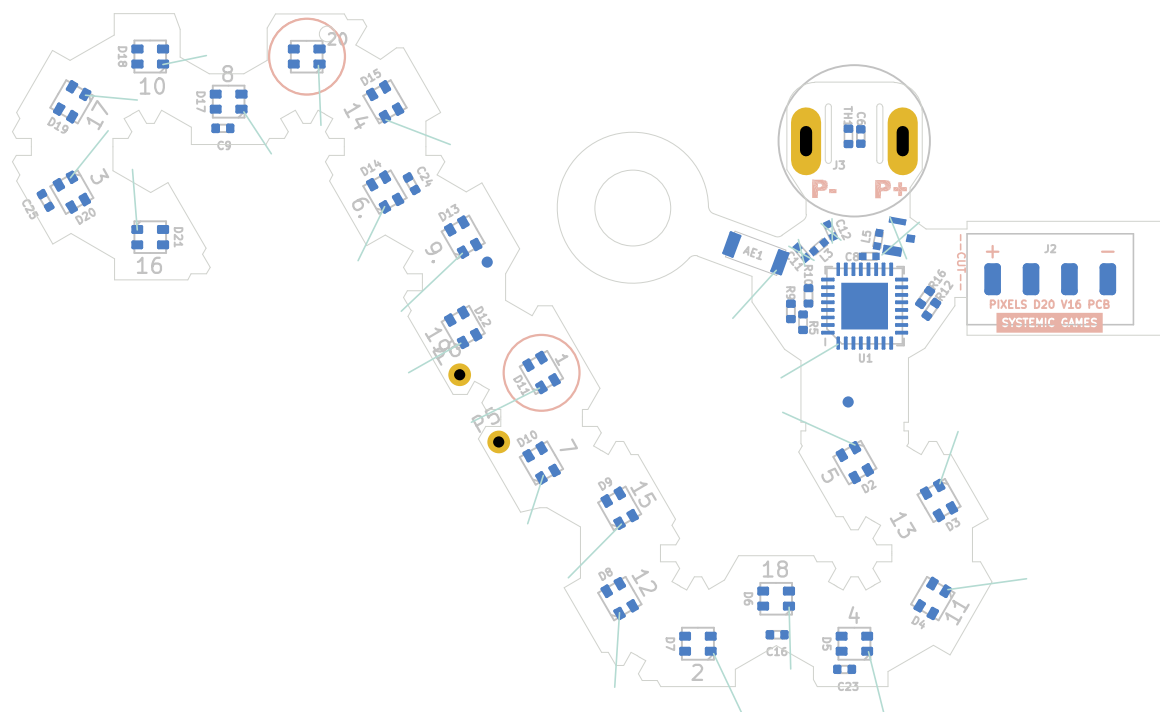 20
D18
D15
8
10
D17
14
17
D19
C9
TH1
C6
J3
P- P+
D14
C24
3
6.
C25
D20
D13
D21
16
9.
C12
L5
L3
C11
C8
AE1
J2
+ -
--CUT--
R10
R9
R16
R12
R5
PIXELS D20 V16 PCB
SYSTEMIC GAMES
U1
D12
19
1
D11
D10
7
5
D2
D9
15
13
D3
D8
12
18
D6
D4
11
4
D7
D5
C16
2
C23